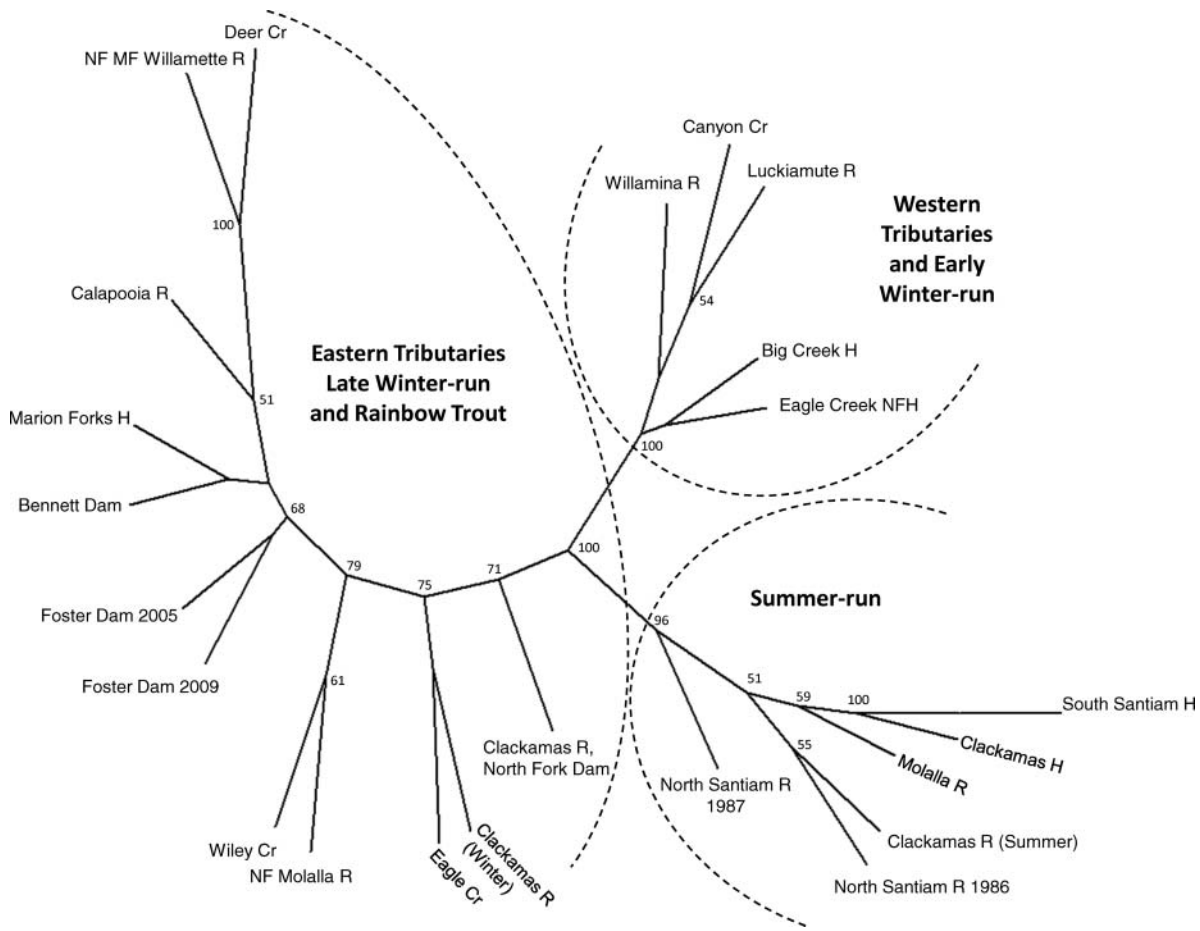 Deer Cr
NF MF Willamette R
100
Calapooia R
51
Marion Forks H
Bennett Dam
68
Foster Dam 2005
Foster Dam 2009
79
61
Wiley Cr
NF Molalla R
75
Eagle Cr
Clackamas R
(Winter)
71
Clackamas R,
North Fork Dam
100
Eastern Tributaries
Late Winter-run
and Rainbow Trout
Canyon Cr
Willamina R
Luckiamute R
54
Big Creek H
Eagle Creek NFH
100
Western
Tributaries
and Early
Winter-run
Summer-run
96
North Santiam R
1987
51
59
100
South Santiam H
Clackamas H
Molalla R
55
Clackamas R (Summer)
North Santiam R 1986